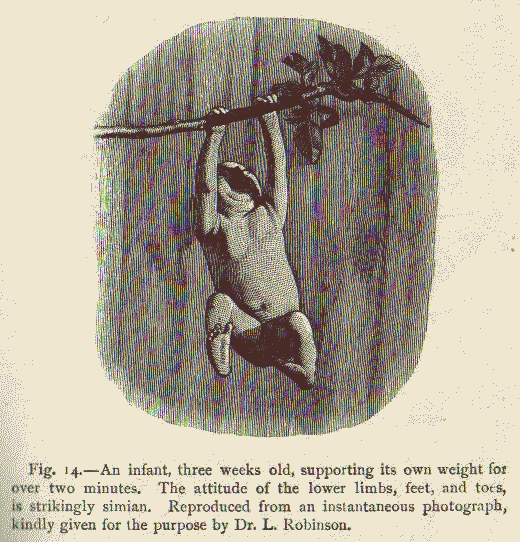 Fig. 14.—An infant, three weeks old, supporting its own weight for
over two minutes. The attitude of the lower limbs, feet, and toes,
is strikingly simian. Reproduced from an instantaneous photograph,
kindly given for the purpose by Dr. L. Robinson.